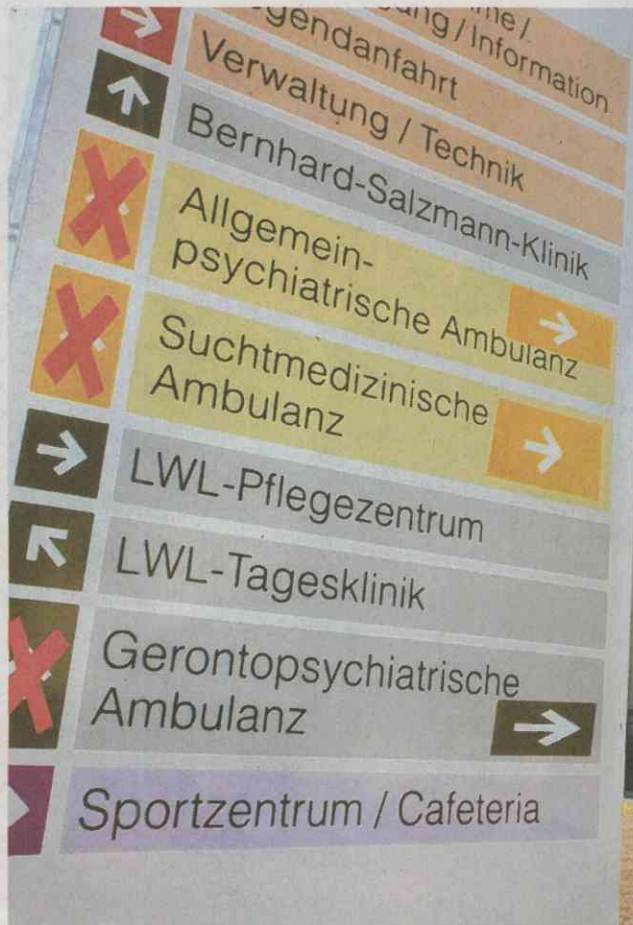 / Information
Verwaltung / Technik
Bernhard-Salzmann-Klinik
Allgemein-
psychiatrische Ambulanz
Suchtmedizinische
Ambulanz
LWL-Pflegezentrum
LWL-Tagesklinik
Gerontopsychiatrische
Ambulanz
Sportzentrum / Cafeteria